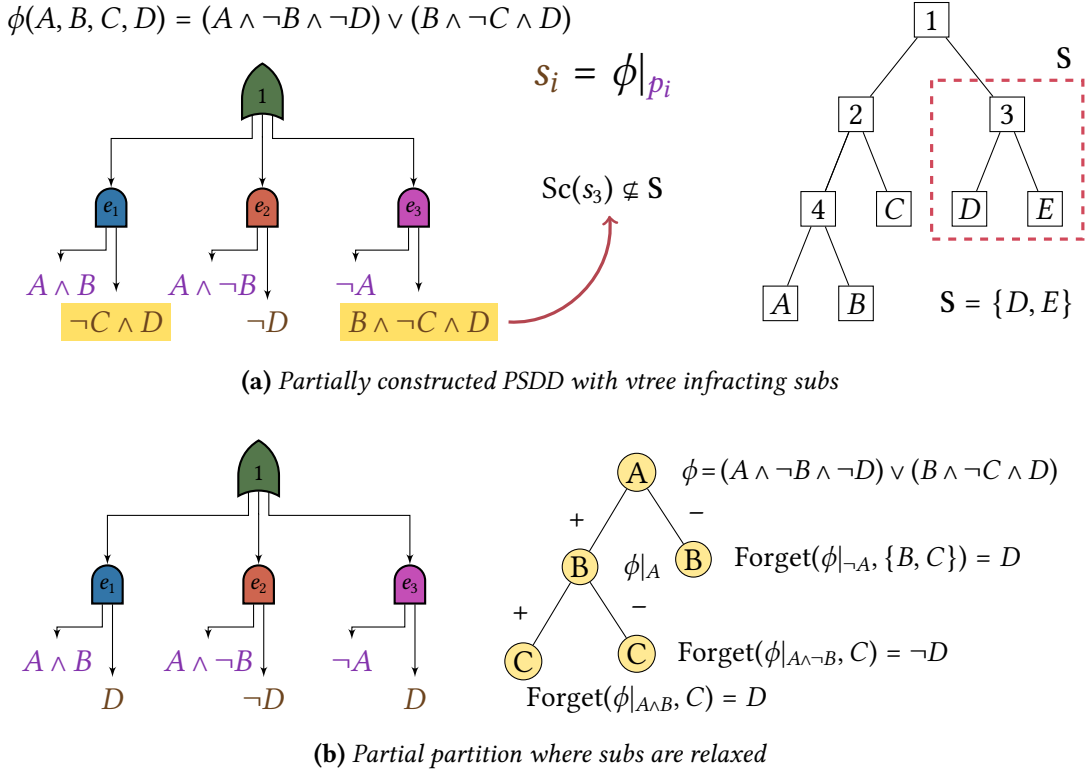 ϕ(A, B, C, D) = (A ∧ ¬B ∧ ¬D) ∨ (B ∧ ¬C ∧ D)
1
s_i = ϕ|_{p_i}
e₁
e₂
e₃
Sc(s₃) ⊈ S
A ∧ B
A ∧ ¬B
¬A
¬C ∧ D
¬D
B ∧ ¬C ∧ D
1
S
2
3
4
C
D
E
A
B
S = {D, E}
(a) Partially constructed PSDD with vtree infracting subs
1
e₁
e₂
e₃
A ∧ B
A ∧ ¬B
¬A
D
¬D
D
A
ϕ = (A ∧ ¬B ∧ ¬D) ∨ (B ∧ ¬C ∧ D)
+
−
B
ϕ|_A
B
Forget(ϕ|_{¬A}, {B, C}) = D
+
−
C
C
Forget(ϕ|_{A∧¬B}, C) = ¬D
Forget(ϕ|_{A∧B}, C) = D
(b) Partial partition where subs are relaxed